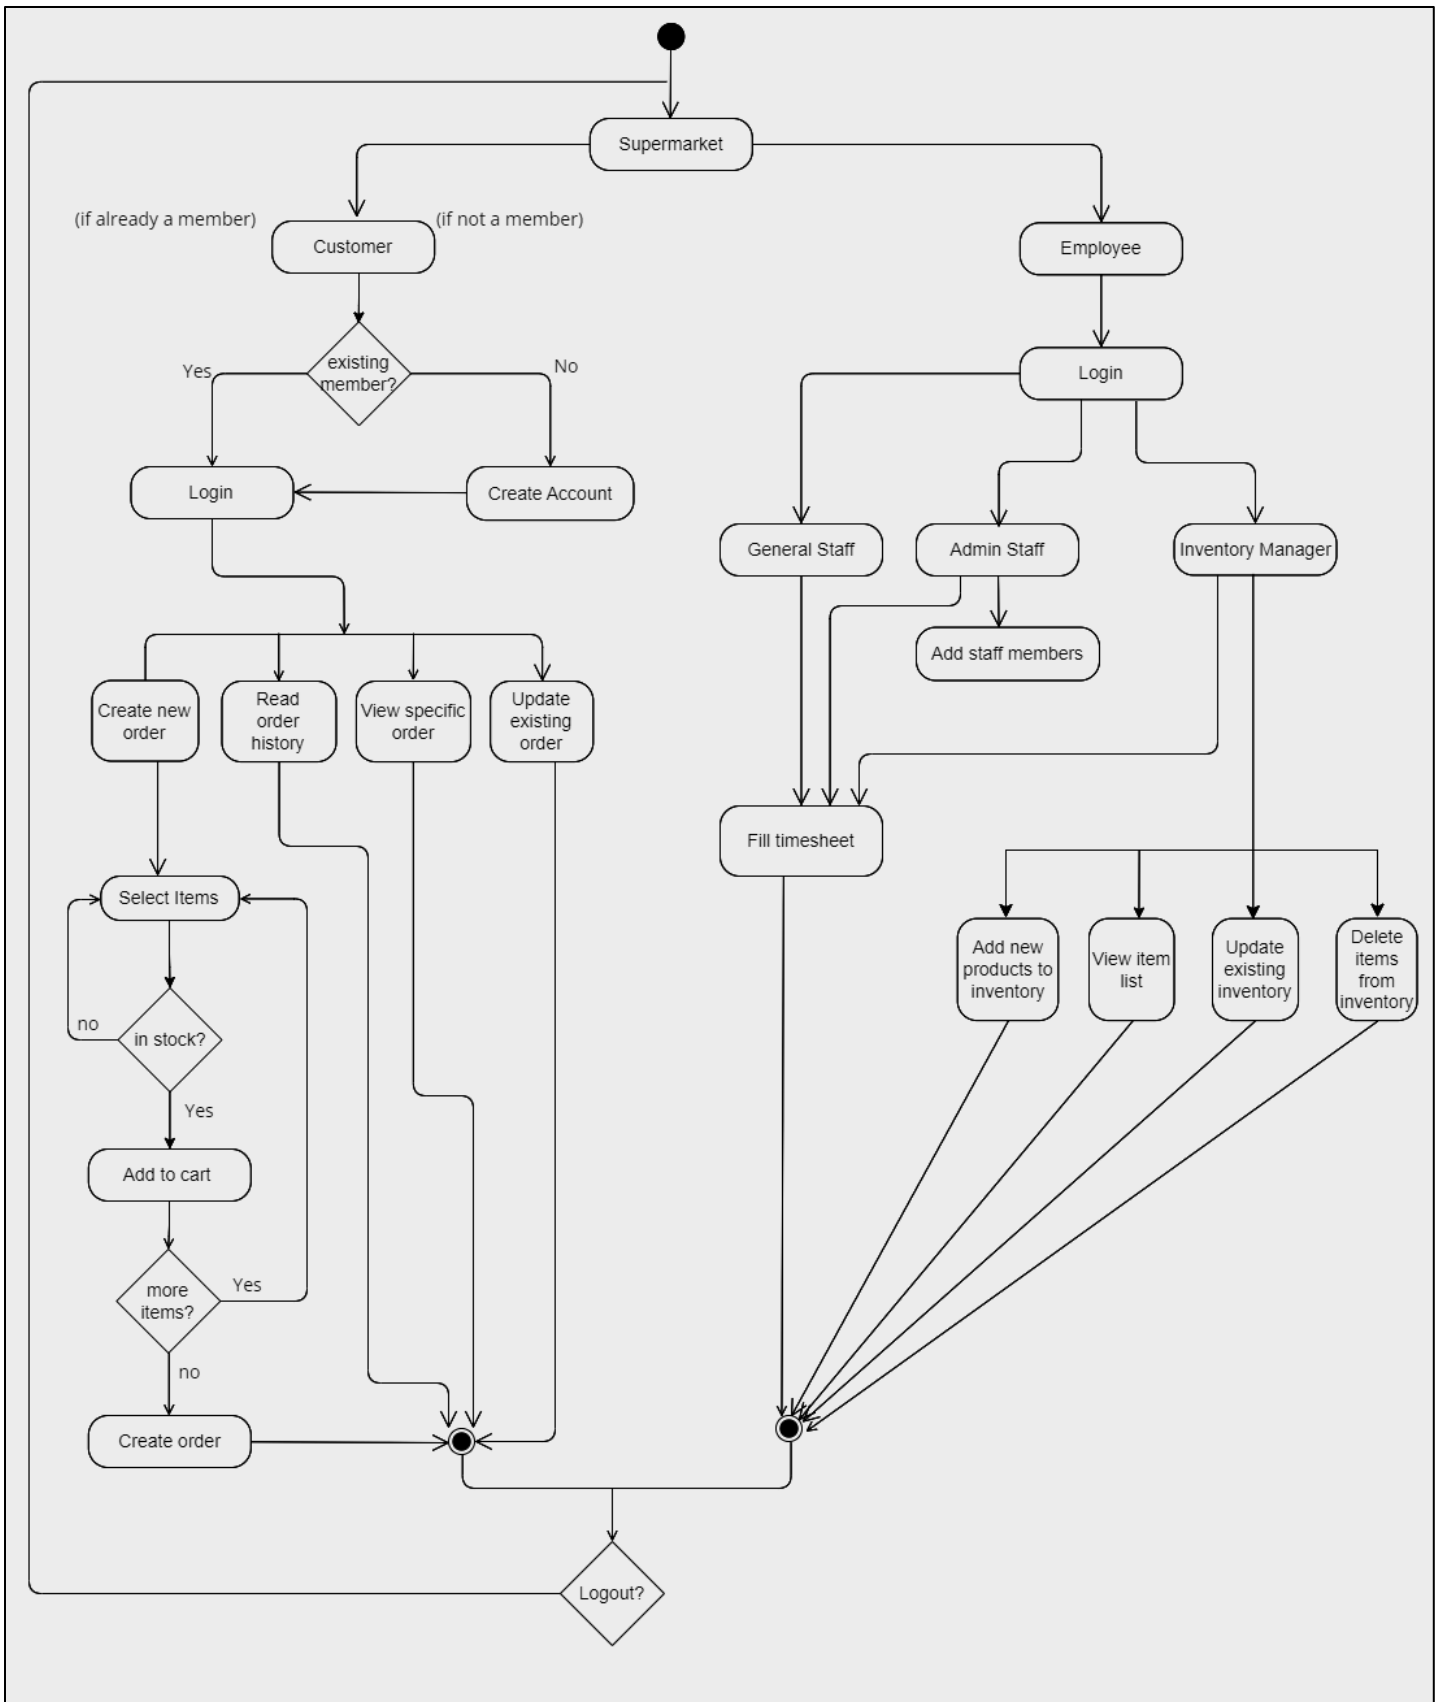 Supermarket
(if already a member)
(if not a member)
Customer
Employee
existing
member?
Yes
No
Login
Login
Create Account
General Staff
Admin Staff
Inventory Manager
Add staff members
Create new
order
Read
order
history
View specific
order
Update
existing
order
Fill timesheet
Select Items
Add new
products to
inventory
View item
list
Update
existing
inventory
Delete
items
from
inventory
no
in stock?
Yes
Add to cart
more
items?
Yes
no
Create order
Logout?